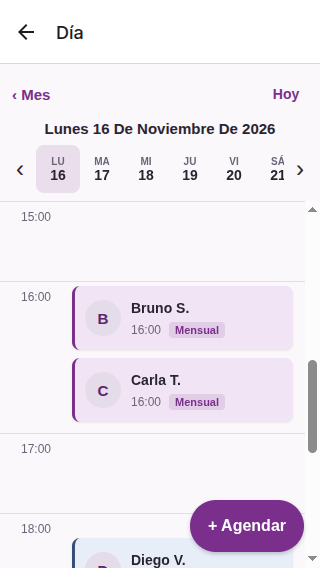 Día
‹ Mes
Hoy
Lunes 16 De Noviembre De 2026
‹
LU
16
MA
17
MI
18
JU
19
VI
20
SÁ
21
›
15:00
16:00
B
Bruno S.
16:00 Mensual
C
Carla T.
16:00 Mensual
17:00
+ Agendar
18:00
D
Diego V.